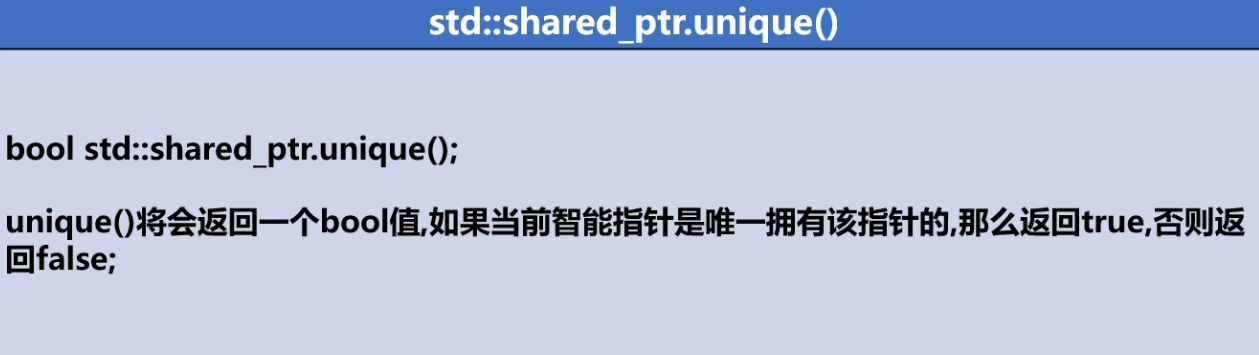 std::shared_ptr.unique()
bool std::shared_ptr.unique();
unique()将会返回一个bool值,如果当前智能指针是唯一拥有该指针的,那么返回true,否则返
回false;